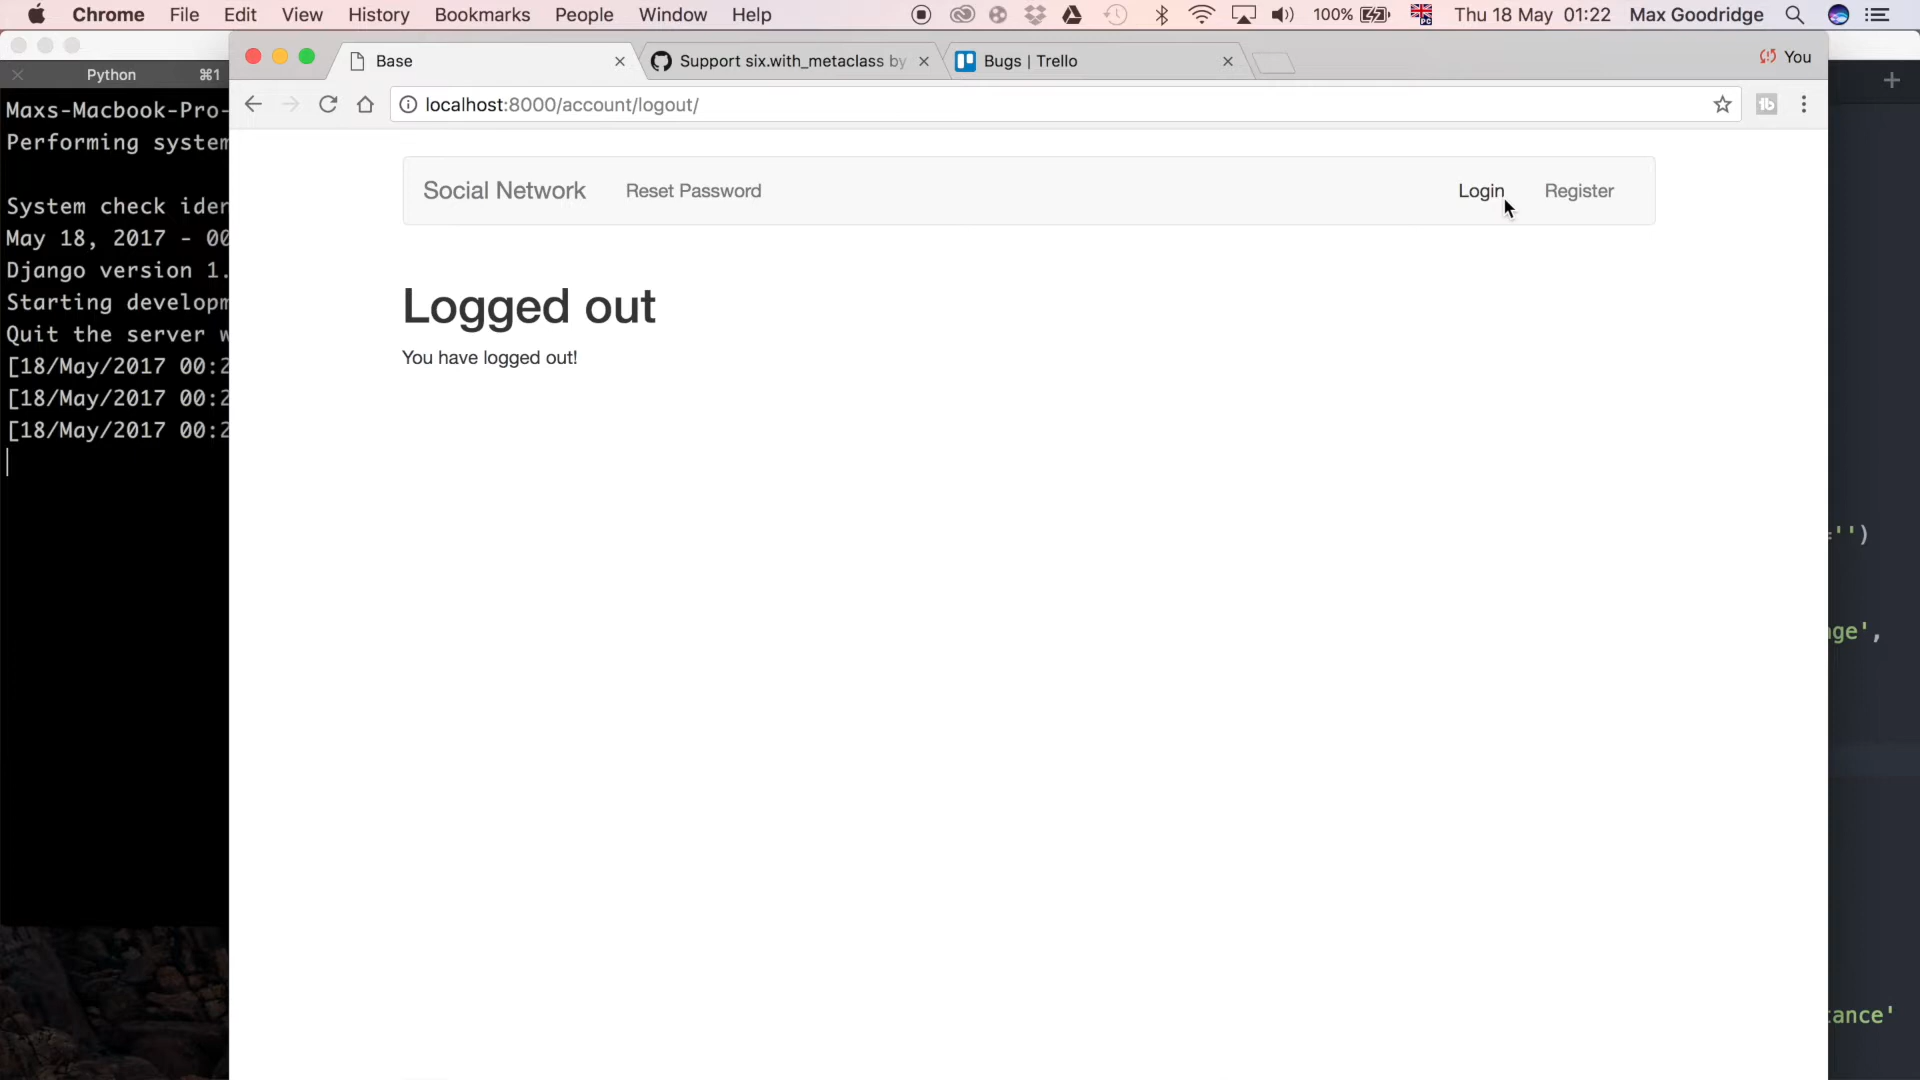 Chrome File Edit View History Bookmarks People Window Help 100% Thu 18 May 01:22 Max Goodridge
Python ⌘1
Base
Support six.with_metaclass by
Bugs | Trello
You
localhost:8000/account/logout/
Maxs-Macbook-Pro-
Performing system
System check iden
May 18, 2017 - 00
Django version 1.
Starting developm
Quit the server w
[18/May/2017 00:2
[18/May/2017 00:2
[18/May/2017 00:2
Social Network Reset Password Login Register
Logged out
You have logged out!
='')
age',
tance'